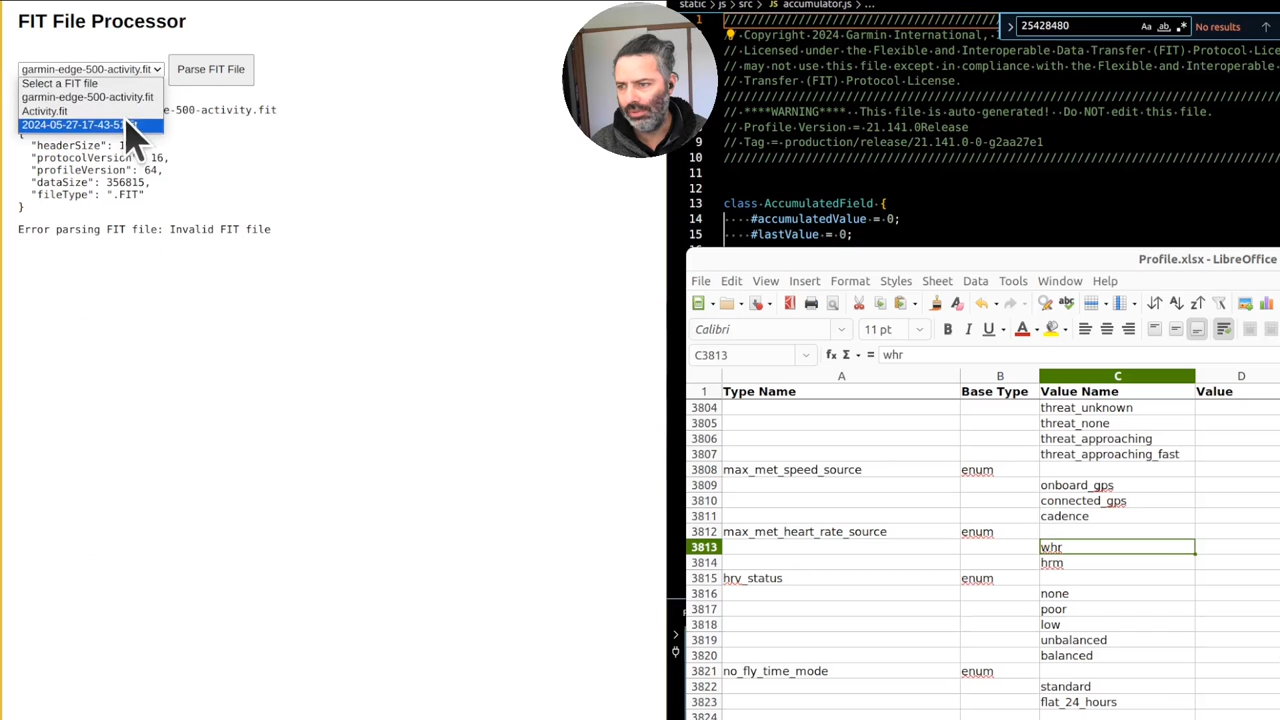 FIT File Processor
garmin-edge-500-activity.fit
Parse FIT File
Select a FIT file
garmin-edge-500-activity.fit
Activity.fit
2024-05-27-17-43-51
-500-activity.fit
{
"headerSize": 1
"protocolVersion 16,
"profileVersion": 64,
"dataSize": 356815,
"fileType": ".FIT"
}
Error parsing FIT file: Invalid FIT file
static > js > src > JS accumulator.js > ...
25428480
Aa ab .* No results
1 ////////////////////////////////////////
// Copyright 2024 Garmin International,
// Licensed under the Flexible and Interoperable Data Transfer (FIT) Protocol Lice
// may not use this file except in compliance with the Flexible and Interoperable
// Transfer (FIT) Protocol License.
////////////////////////////////////////
// ****WARNING**** This file is auto-generated! Do NOT edit this file.
// Profile Version = 21.141.0Release
9 // Tag = production/release/21.141.0-0-g2aa27e1
10 ////////////////////////////////////////
11
12
13 class AccumulatedField {
14 #accumulatedValue = 0;
15 #lastValue = 0;
Profile.xlsx - LibreOffice
File Edit View Insert Format Styles Sheet Data Tools Window Help
Calibri 11 pt B I U A
C3813 fx Σ = whr
A B C D
1 Type Name Base Type Value Name Value
3804 threat_unknown
3805 threat_none
3806 threat_approaching
3807 threat_approaching_fast
3808 max_met_speed_source enum
3809 onboard_gps
3810 connected_gps
3811 cadence
3812 max_met_heart_rate_source enum
3813 whr
3814 hrm
3815 hrv_status enum
3816 none
3817 poor
3818 low
3819 unbalanced
3820 balanced
3821 no_fly_time_mode enum
3822 standard
3823 flat_24_hours
3824